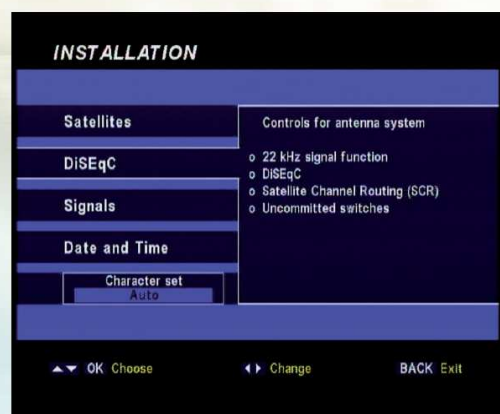 INSTALLATION
Satellites
DiSEqC
Signals
Date and Time
Character set
Auto
Controls for antenna system
o 22 kHz signal function
o DiSEqC
o Satellite Channel Routing (SCR)
o Uncommitted switches
▲▼ OK Choose
◀▶ Change
BACK Exit